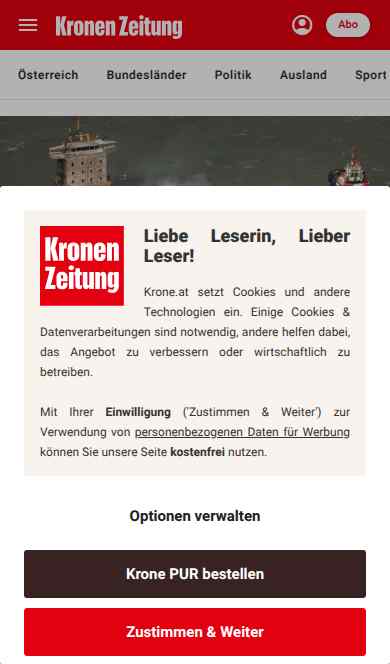 Kronen Zeitung
Abo
Österreich Bundesländer Politik Ausland Sport
Kronen
Zeitung
Liebe Leserin, Lieber
Leser!
Krone.at setzt Cookies und andere
Technologien ein. Einige Cookies &
Datenverarbeitungen sind notwendig, andere helfen dabei,
das Angebot zu verbessern oder wirtschaftlich zu
betreiben.
Mit Ihrer Einwilligung ('Zustimmen & Weiter') zur
Verwendung von personenbezogenen Daten für Werbung
können Sie unsere Seite kostenfrei nutzen.
Optionen verwalten
Krone PUR bestellen
Zustimmen & Weiter